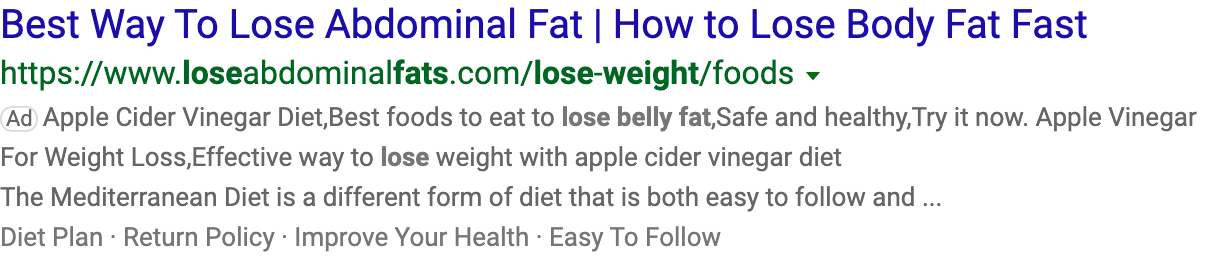 Best Way To Lose Abdominal Fat | How to Lose Body Fat Fast
https://www.loseabdominalfats.com/lose-weight/foods
Ad Apple Cider Vinegar Diet,Best foods to eat to lose belly fat,Safe and healthy,Try it now. Apple Vinegar
For Weight Loss,Effective way to lose weight with apple cider vinegar diet
The Mediterranean Diet is a different form of diet that is both easy to follow and ...
Diet Plan · Return Policy · Improve Your Health · Easy To Follow